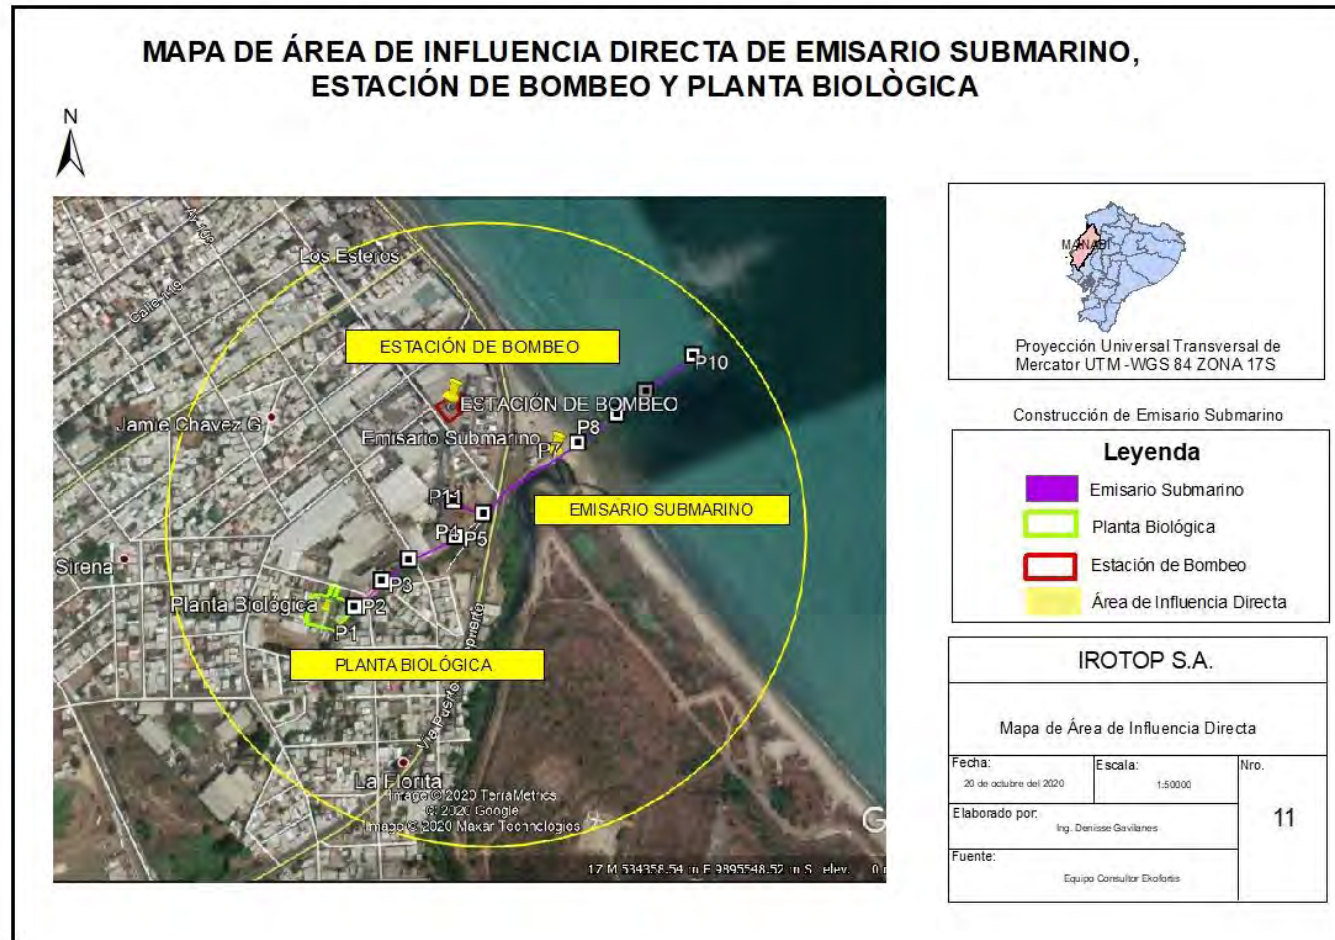 MAPA DE ÁREA DE INFLUENCIA DIRECTA DE EMISARIO SUBMARINO,
ESTACIÓN DE BOMBEO Y PLANTA BIOLÒGICA
N
Los Esteros
Calle 119
ESTACIÓN DE BOMBEO
P10
ESTACIÓN DE BOMBEO
Jamie Chavez G
Emisario Submarino
P8
P7
P11
EMISARIO SUBMARINO
P4
P5
Sirena
P3
Planta Biológica
P2
P1
PLANTA BIOLÓGICA
La Florita
Image © 2020 TerraMetrics
© 2020 Google
Image © 2020 Maxar Technologies
G
17 M 534358.54 m E 9895548.52 m S elev. 0
MANABI
Proyección Universal Transversal de
Mercator UTM -WGS 84 ZONA 17S
Construcción de Emisario Submarino
Leyenda
Emisario Submarino
Planta Biológica
Estación de Bombeo
Área de Influencia Directa
IROTOP S.A.
Mapa de Área de Influencia Directa
Fecha:
20 de octubre del 2020
Escala:
1:50000
Nro.
11
Elaborado por:
Ing. Denisse Gavilanes
Fuente:
Equipo Consultor Ekofortis